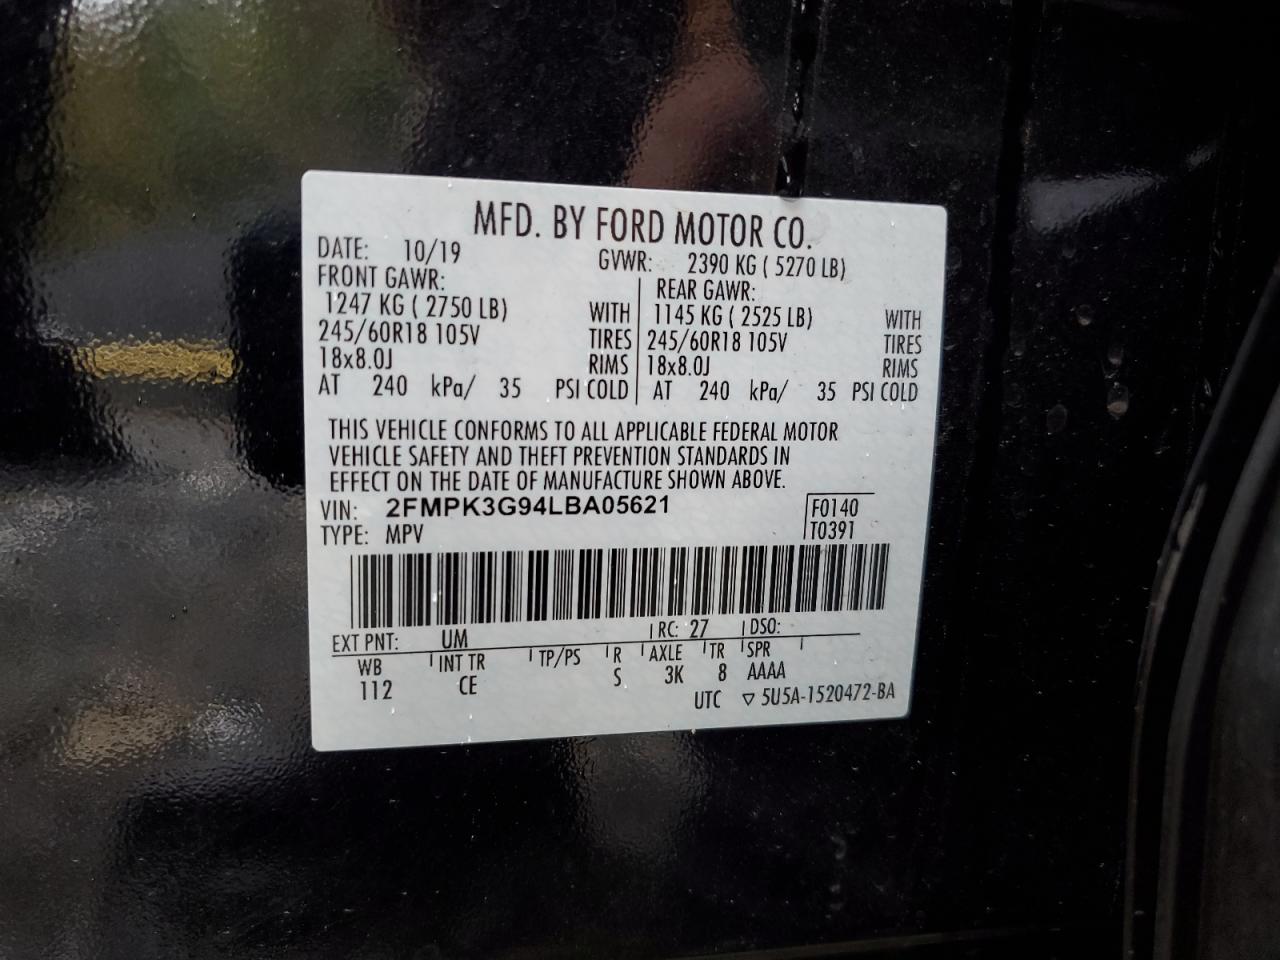 MFD. BY FORD MOTOR CO.
DATE: 10/19 GVWR: 2390 KG ( 5270 LB)
FRONT GAWR: REAR GAWR:
1247 KG ( 2750 LB) WITH 1145 KG ( 2525 LB) WITH
245/60R18 105V TIRES 245/60R18 105V TIRES
18x8.0J RIMS 18x8.0J RIMS
AT 240 kPa/ 35 PSI COLD AT 240 kPa/ 35 PSI COLD
THIS VEHICLE CONFORMS TO ALL APPLICABLE FEDERAL MOTOR
VEHICLE SAFETY AND THEFT PREVENTION STANDARDS IN
EFFECT ON THE DATE OF MANUFACTURE SHOWN ABOVE.
VIN: 2FMPK3G94LBA05621 F0140
TYPE: MPV T0391
EXT PNT: UM RC: 27 DSO:
WB INT TR TP/PS R AXLE TR SPR
112 CE S 3K 8 AAAA
UTC ▽ 5U5A-1520472-BA